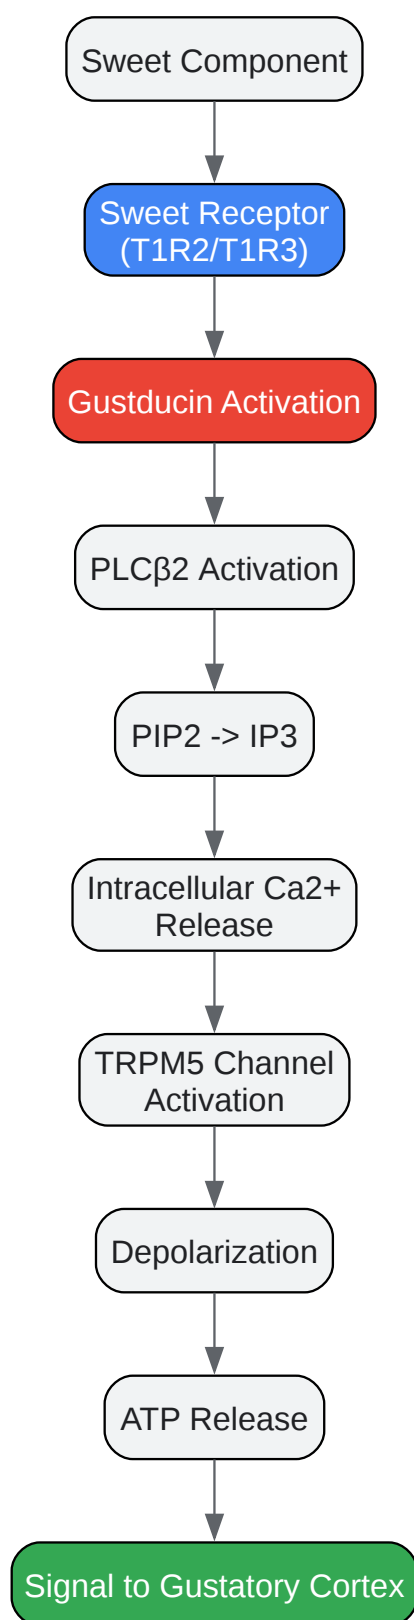 Sweet Component
Sweet Receptor
(T1R2/T1R3)
Gustducin Activation
PLCβ2 Activation
PIP2 -> IP3
Intracellular Ca2+
Release
TRPM5 Channel
Activation
Depolarization
ATP Release
Signal to Gustatory Cortex